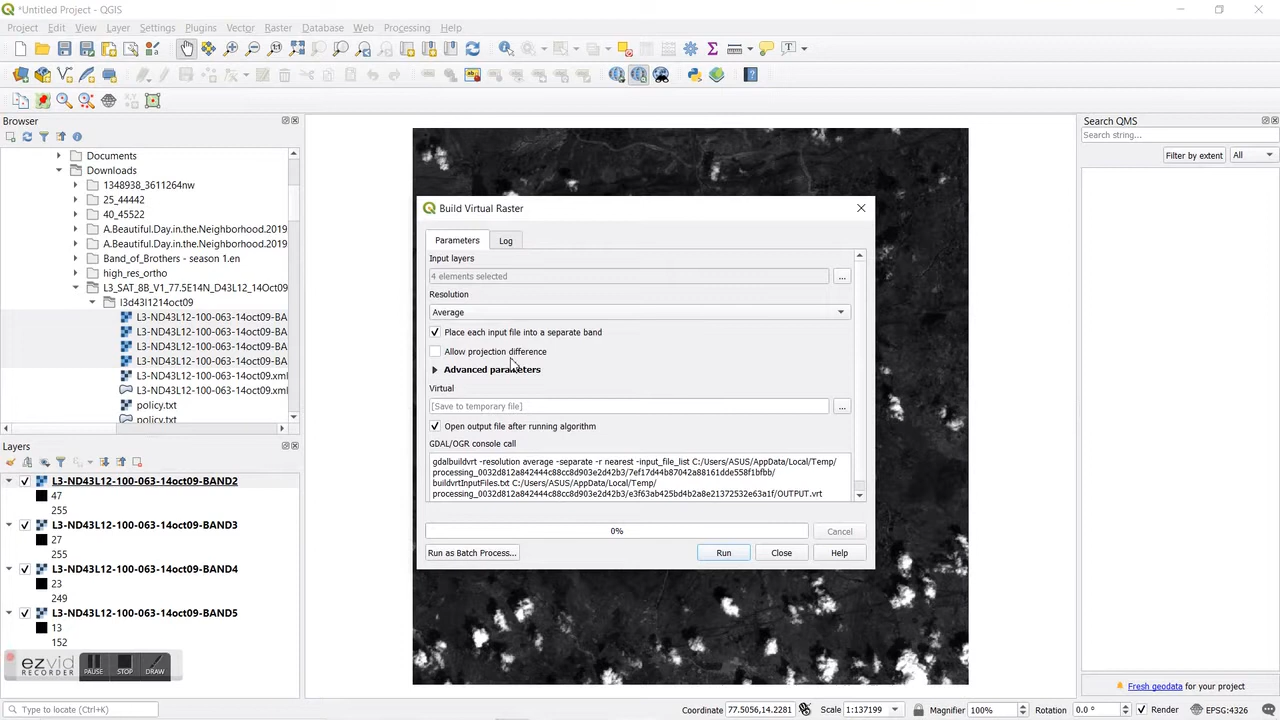 *Untitled Project - QGIS
Project Edit View Layer Settings Plugins Vector Raster Database Web Processing Help
Browser
Documents
Downloads
1348938_3611264nw
25_44442
40_45522
A.Beautiful.Day.in.the.Neighborhood.2019
A.Beautiful.Day.in.the.Neighborhood.2019
Band_of_Brothers - season 1.en
high_res_ortho
L3_SAT_8B_V1_77.5E14N_D43L12_14Oct09
l3d43l1214oct09
L3-ND43L12-100-063-14oct09-BA
L3-ND43L12-100-063-14oct09-BA
L3-ND43L12-100-063-14oct09-BA
L3-ND43L12-100-063-14oct09-BA
L3-ND43L12-100-063-14oct09.xml
L3-ND43L12-100-063-14oct09.xml
policy.txt
policy.txt
Layers
L3-ND43L12-100-063-14oct09-BAND2
47
255
L3-ND43L12-100-063-14oct09-BAND3
27
255
L3-ND43L12-100-063-14oct09-BAND4
23
249
L3-ND43L12-100-063-14oct09-BAND5
13
152
ezvid
RECORDER
PAUSE STOP DRAW
Build Virtual Raster
Parameters Log
Input layers
4 elements selected
...
Resolution
Average
Place each input file into a separate band
Allow projection difference
Advanced parameters
Virtual
[Save to temporary file]
...
Open output file after running algorithm
GDAL/OGR console call
gdalbuildvrt -resolution average -separate -r nearest -input_file_list C:/Users/ASUS/AppData/Local/Temp/
processing_0032d812a842444c88cc8d903e2d42b3/7ef17d44b87042a88161dde558f1bfbb/
buildvrtInputFiles.txt C:/Users/ASUS/AppData/Local/Temp/
processing_0032d812a842444c88cc8d903e2d42b3/e3f63ab425bd4b2a8e21372532e63a1f/OUTPUT.vrt
0%
Cancel
Run as Batch Process...
Run
Close
Help
Search QMS
Search string...
Filter by extent
All
Fresh geodata for your project
Type to locate (Ctrl+K)
Coordinate 77.5056,14.2281 Scale 1:137199 Magnifier 100% Rotation 0.0 ° Render EPSG:4326